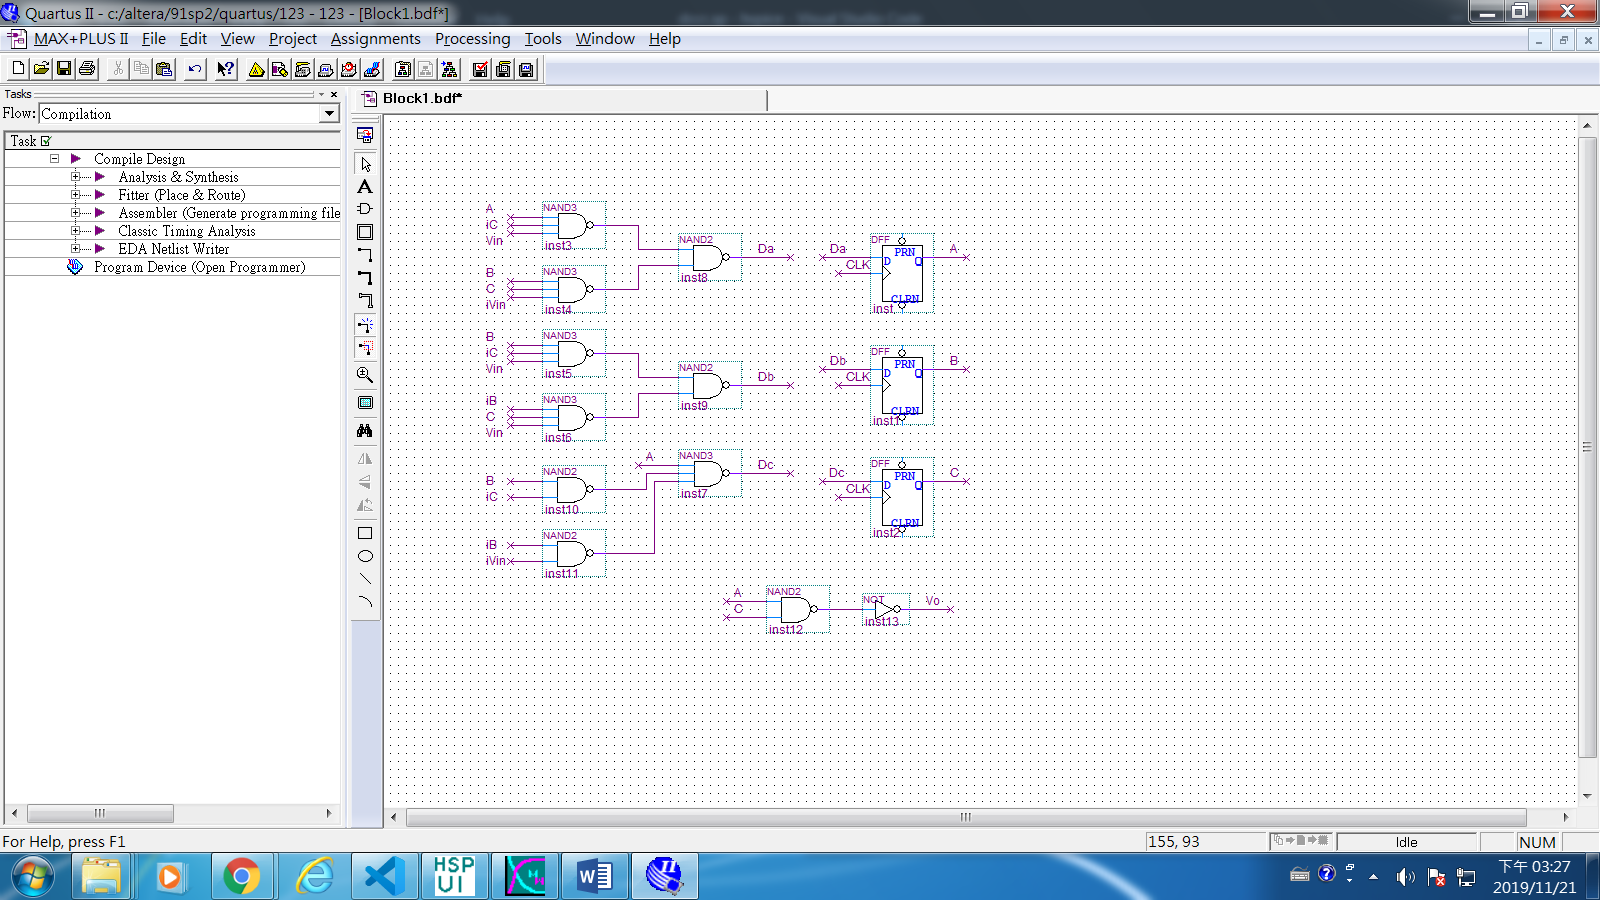 Quartus II - c:/altera/91sp2/quartus/123 - 123 - [Block1.bdf*]
MAX+PLUS II File Edit View Project Assignments Processing Tools Window Help
Tasks
Flow: Compilation
Task
Compile Design
Analysis & Synthesis
Fitter (Place & Route)
Assembler (Generate programming file
Classic Timing Analysis
EDA Netlist Writer
Program Device (Open Programmer)
Block1.bdf*
A
iC
Vin
NAND3
inst3
B
C
iVin
NAND3
inst4
NAND2
inst8
Da
Da
CLK
DFF
PRN
D
Q
CLRN
inst
A
B
iC
Vin
NAND3
inst5
iB
C
Vin
NAND3
inst6
NAND2
inst9
Db
Db
CLK
DFF
PRN
D
Q
CLRN
inst1
B
A
NAND3
inst7
Dc
B
iC
NAND2
inst10
iB
iVin
NAND2
inst11
Dc
CLK
DFF
PRN
D
Q
CLRN
inst2
C
A
C
NAND2
inst12
NOT
inst13
Vo
For Help, press F1
155, 93
Idle
NUM
HSP
UI
W
下午 03:27
2019/11/21